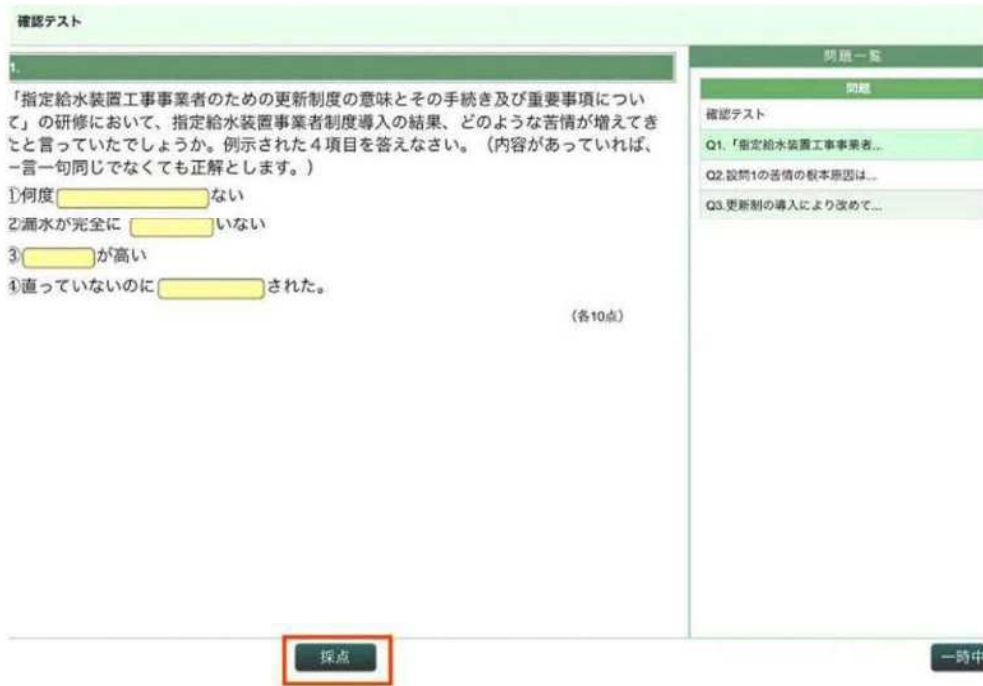 確認テスト
1.
「指定給水装置工事事業者のための更新制度の意味とその手続き及び重要事項につい
て」の研修において、指定給水装置事業者制度導入の結果、どのような苦情が増えてき
たと言っていたでしょうか。例示された4項目を答えなさい。（内容があっていれば、
一言一句同じでなくても正解とします。）
①何度 ない
②漏水が完全に いない
③ が高い
④直っていないのに された。
（各10点）
問題一覧
問題
確認テスト
Q1.「指定給水装置工事事業者...
Q2.設問1の苦情の根本原因は...
Q3.更新制の導入により改めて...
採点
一時中